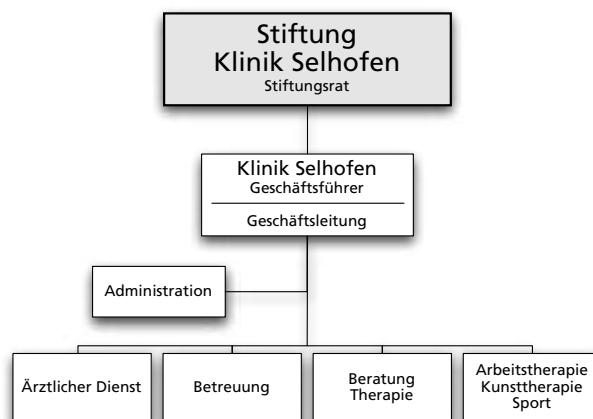 Stiftung
Klinik Selhofen
Stiftungsrat
Klinik Selhofen
Geschäftsführer
Geschäftsleitung
Administration
Ärztlicher Dienst
Betreuung
Beratung
Therapie
Arbeitstherapie
Kunsttherapie
Sport